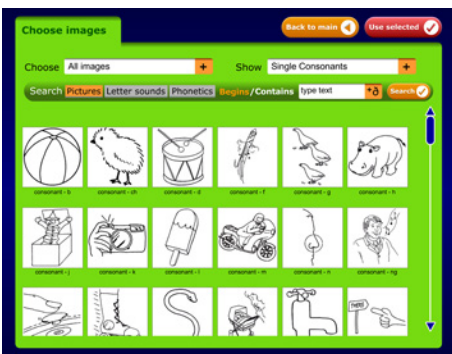 Choose images
Back to main
Use selected
Choose All images + Show Single Consonants +
Search Pictures Letter sounds Phonetics Begins/Contains type text Search
consonant - b consonant - ch consonant - d consonant - f consonant - g consonant - h
consonant - j consonant - k consonant - l consonant - m consonant - n consonant - ng